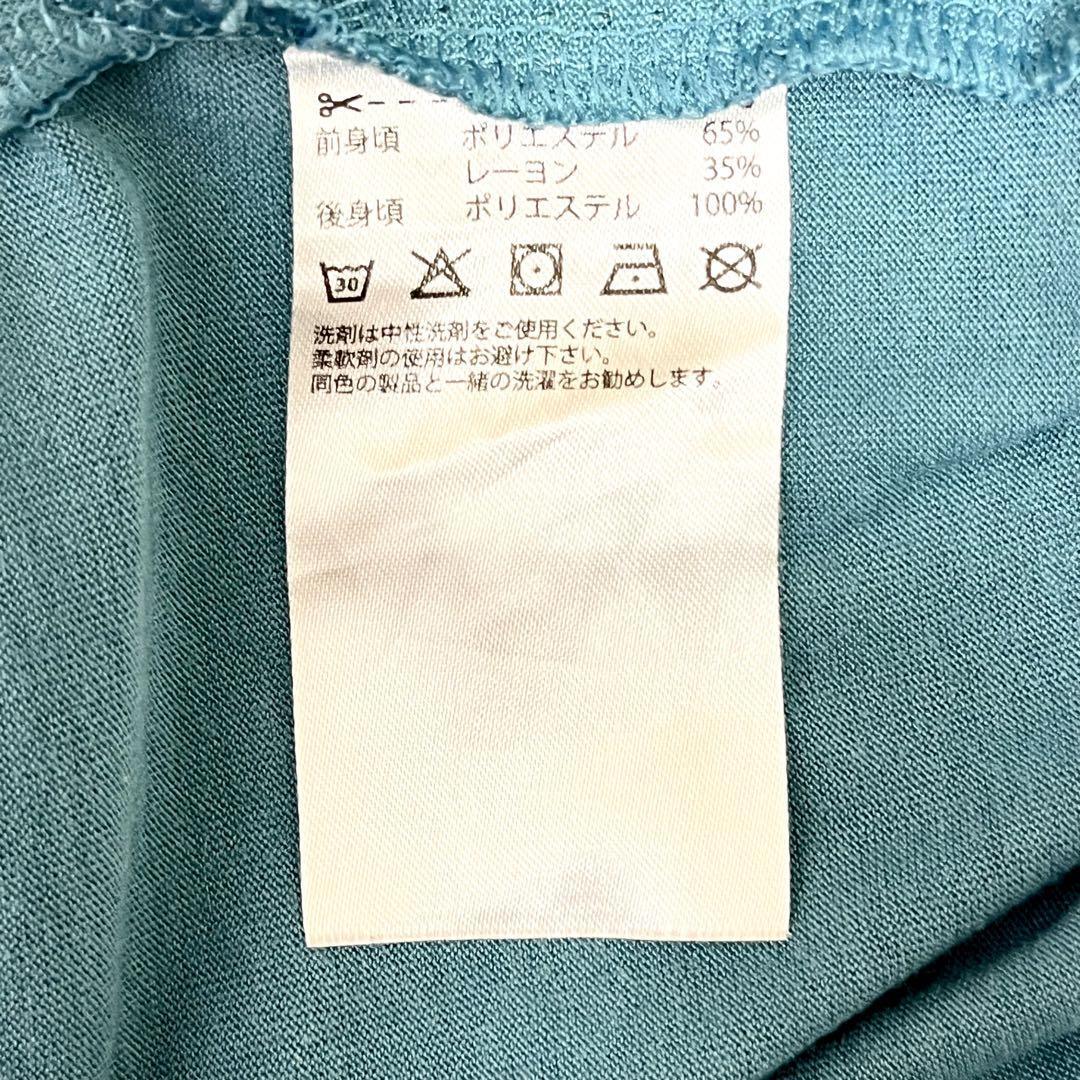 前身頃 ポリエステル 65%
レーヨン 35%
後身頃 ポリエステル 100%
30
洗剤は中性洗剤をご使用ください。
柔軟剤の使用はお避け下さい。
同色の製品と一緒の洗濯をお勧めします。